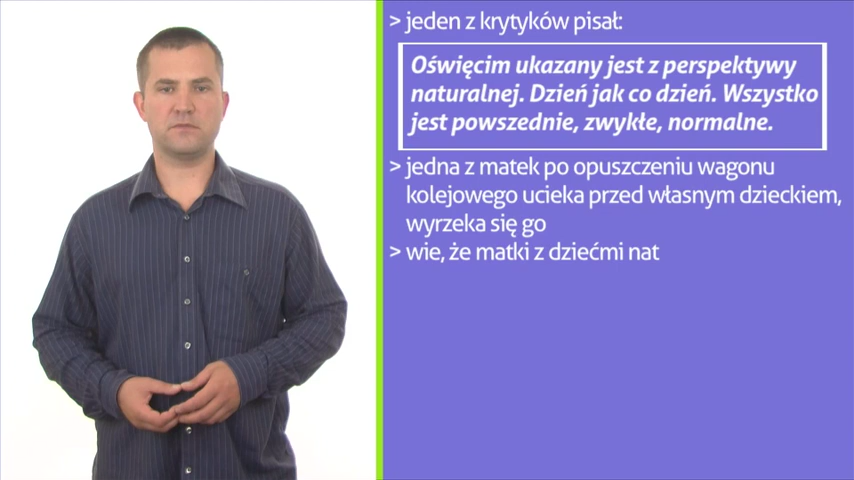 > jeden z krytyków pisał:
Oświęcim ukazany jest z perspektywy
naturalnej. Dzień jak co dzień. Wszystko
jest powszednie, zwykłe, normalne.
> jedna z matek po opuszczeniu wagonu
kolejowego ucieka przed własnym dzieckiem,
wyrzeka się go
> wie, że matki z dziećmi nat